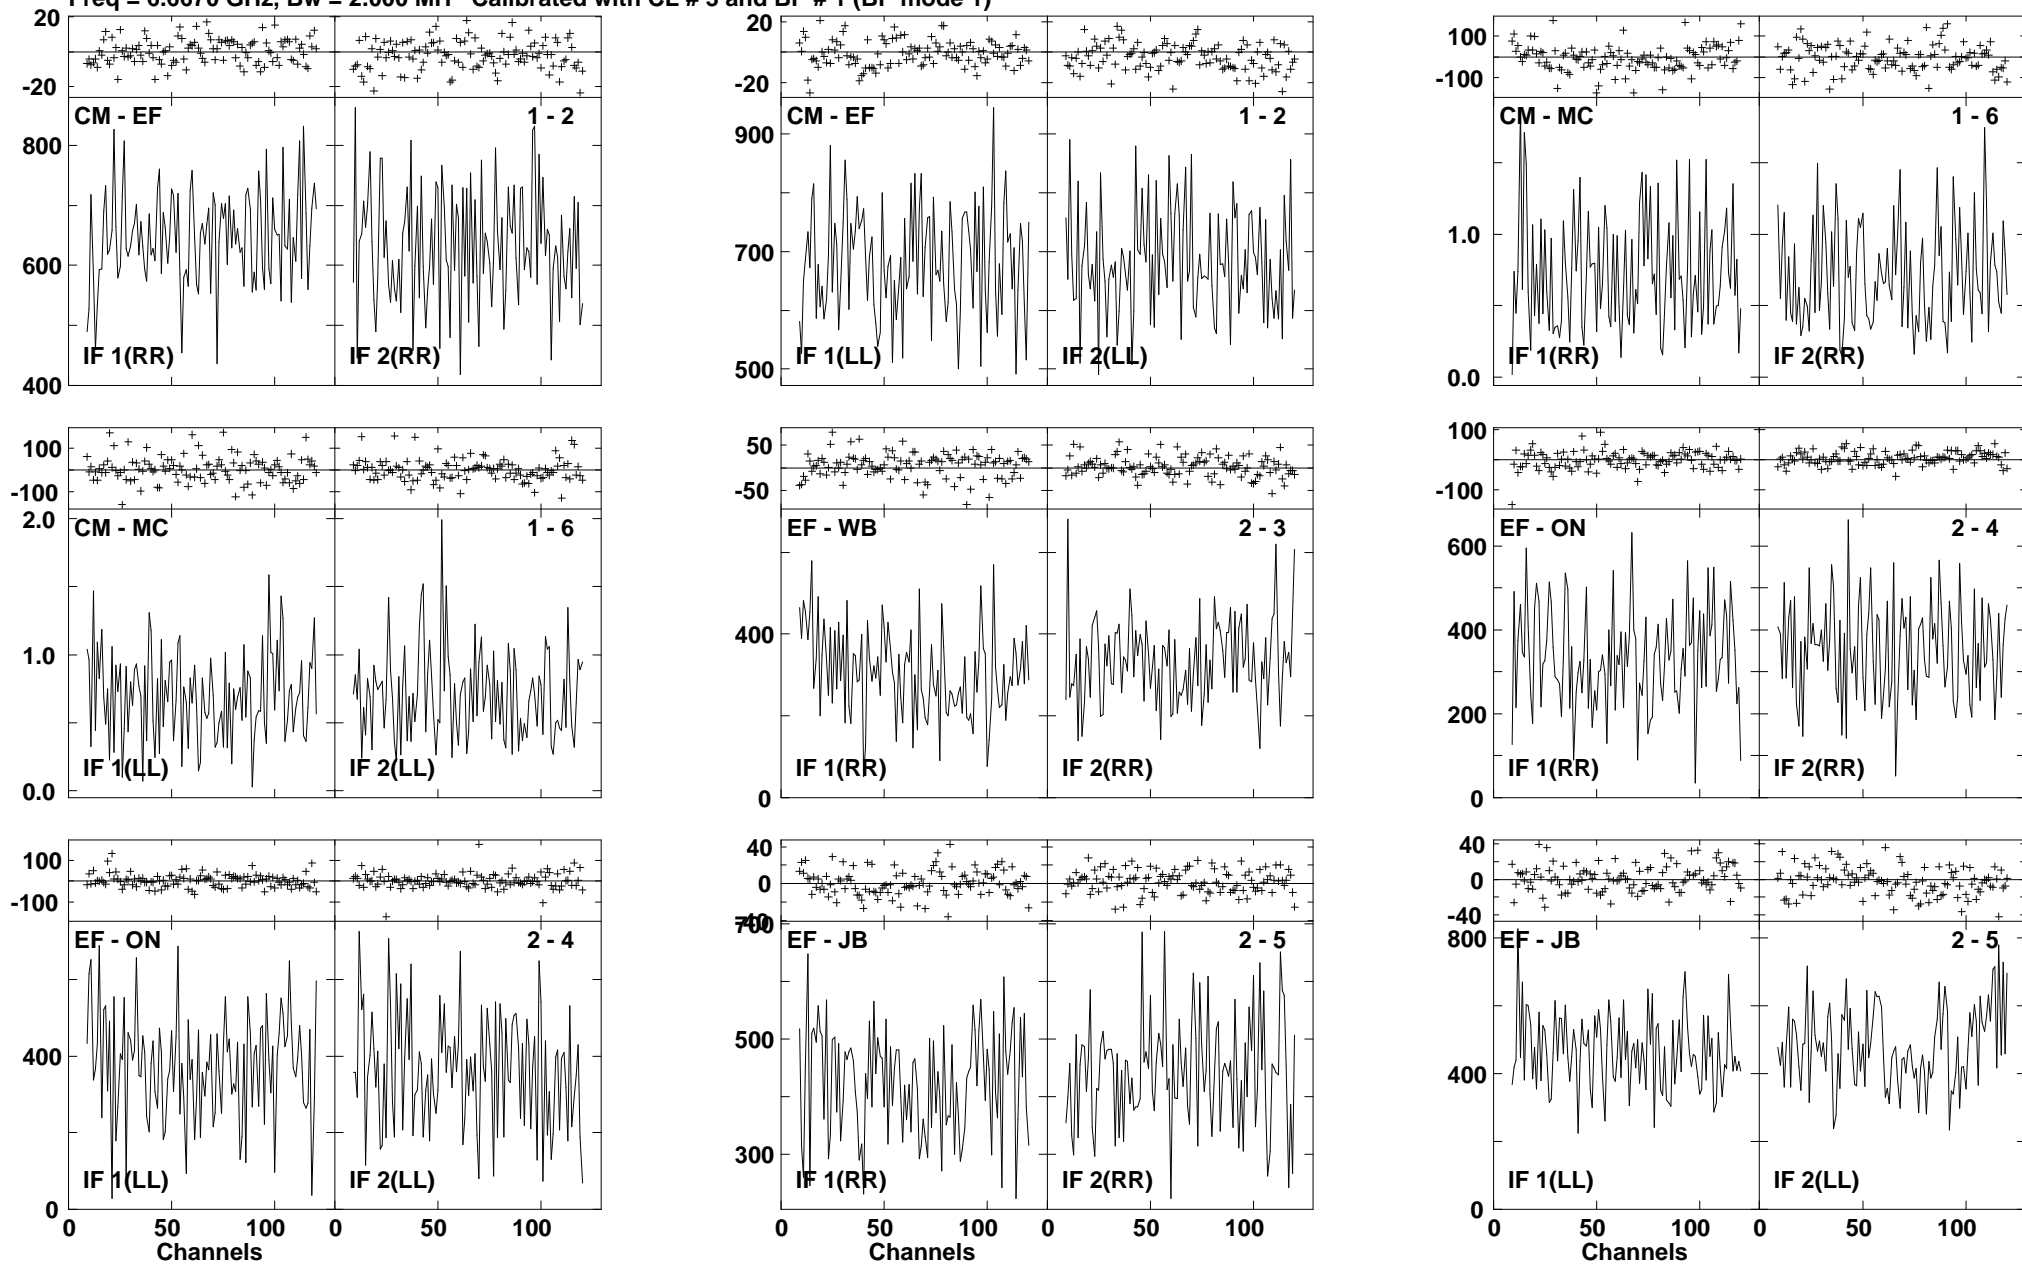 Freq = 6.6670 GHz, Bw = 2.000 MH Calibrated with CL # 3 and BP # 1 (BP mode 1)
20 20 100
-20 -20 -100
CM - EF 1 - 2 CM - EF 1 - 2 CM - MC 1 - 6
800 900
600 700 1.0
400 500 0.0
IF 1(RR) IF 2(RR) IF 1(LL) IF 2(LL) IF 1(RR) IF 2(RR)
100 50 100
-100 -50 -100
2.0 CM - MC 1 - 6 EF - WB 2 - 3 EF - ON 2 - 4
600
1.0 400 400
200
0.0 0 0
IF 1(LL) IF 2(LL) IF 1(RR) IF 2(RR) IF 1(RR) IF 2(RR)
100 40 40
0 0
-100 -40 -40
EF - ON 2 - 4 700 EF - JB 2 - 5 800 EF - JB 2 - 5
400 500 400
300
0 0
IF 1(LL) IF 2(LL) IF 1(RR) IF 2(RR) IF 1(LL) IF 2(LL)
0 50 100 0 50 100 0 50 100 0 50 100 0 50 100 0 50 100
Channels Channels Channels